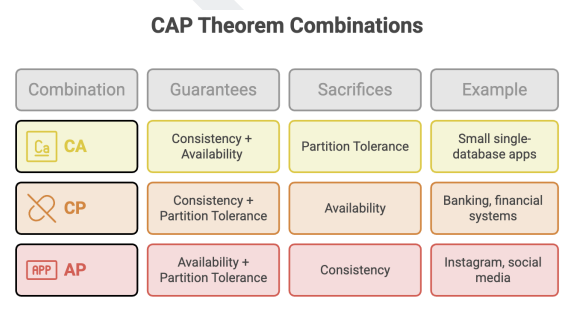 CAP Theorem Combinations
Combination
Guarantees
Sacrifices
Example
Ca
CA
Consistency +
Availability
Partition Tolerance
Small single-
database apps
CP
Consistency +
Partition Tolerance
Availability
Banking, financial
systems
APP
AP
Availability +
Partition Tolerance
Consistency
Instagram, social
media